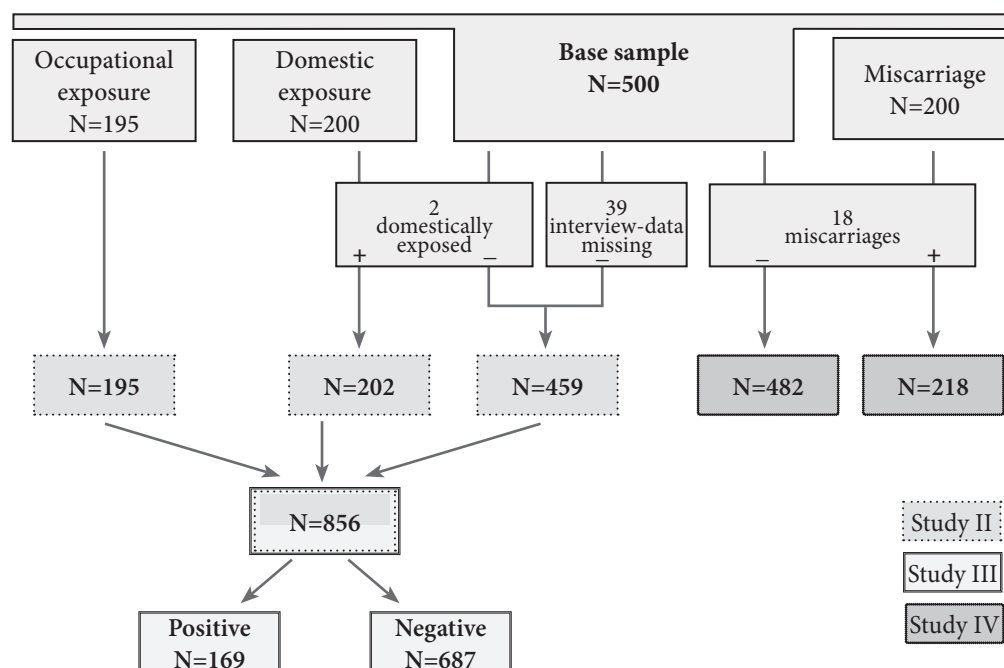 Occupational
exposure
N=195
Domestic
exposure
N=200
Base sample
N=500
Miscarriage
N=200
2
domestically
exposed
+ –
39
interview-data
missing
–
18
miscarriages
– +
N=195
N=202
N=459
N=482
N=218
N=856
Positive
N=169
Negative
N=687
Study II
Study III
Study IV